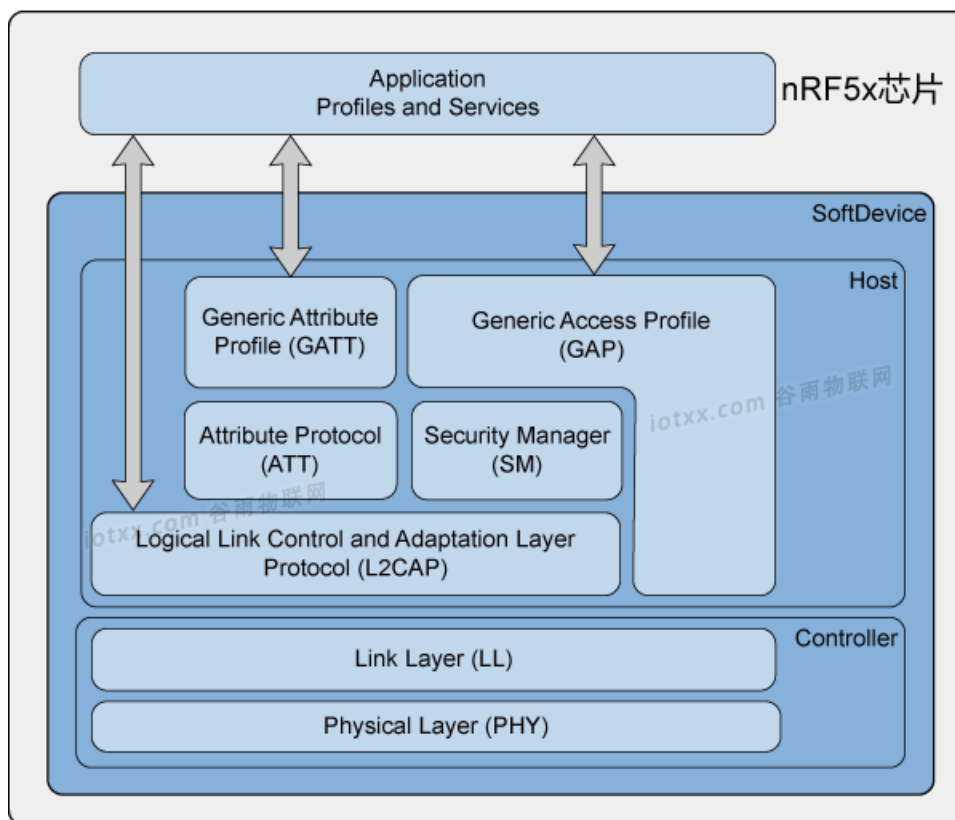 Application
Profiles and Services
nRF5x芯片
SoftDevice
Host
Generic Attribute
Profile (GATT)
Generic Access Profile
(GAP)
iotxx.com 谷雨物联网
Attribute Protocol
(ATT)
Security Manager
(SM)
iotxx.com 谷雨物联网
Logical Link Control and Adaptation Layer
Protocol (L2CAP)
Controller
Link Layer (LL)
Physical Layer (PHY)